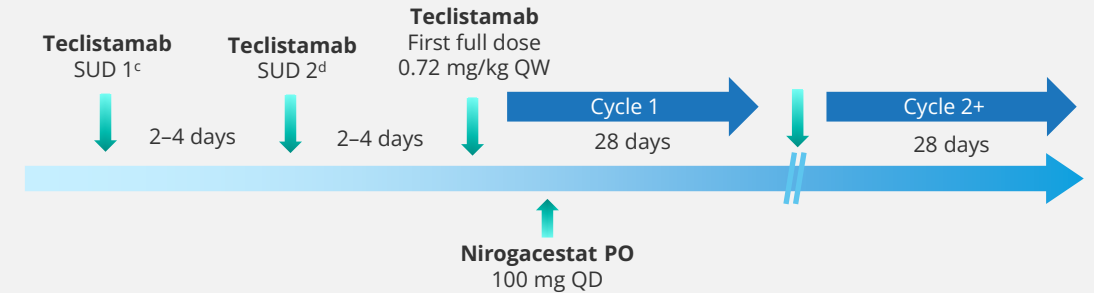 Teclistamab
SUD 1ᶜ
Teclistamab
SUD 2ᵈ
Teclistamab
First full dose
0.72 mg/kg QW
2–4 days
2–4 days
Cycle 1
28 days
Cycle 2+
28 days
Nirogacestat PO
100 mg QD